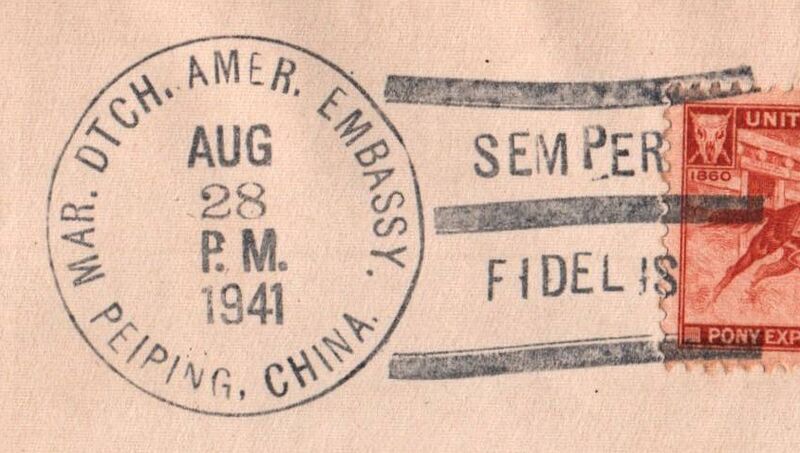 MAR. DTCH. AMER. EMBASSY.
PEIPING, CHINA.
AUG
28
P. M.
1941
SEMPER
FIDELIS
UNIT
1860
PONY EXP